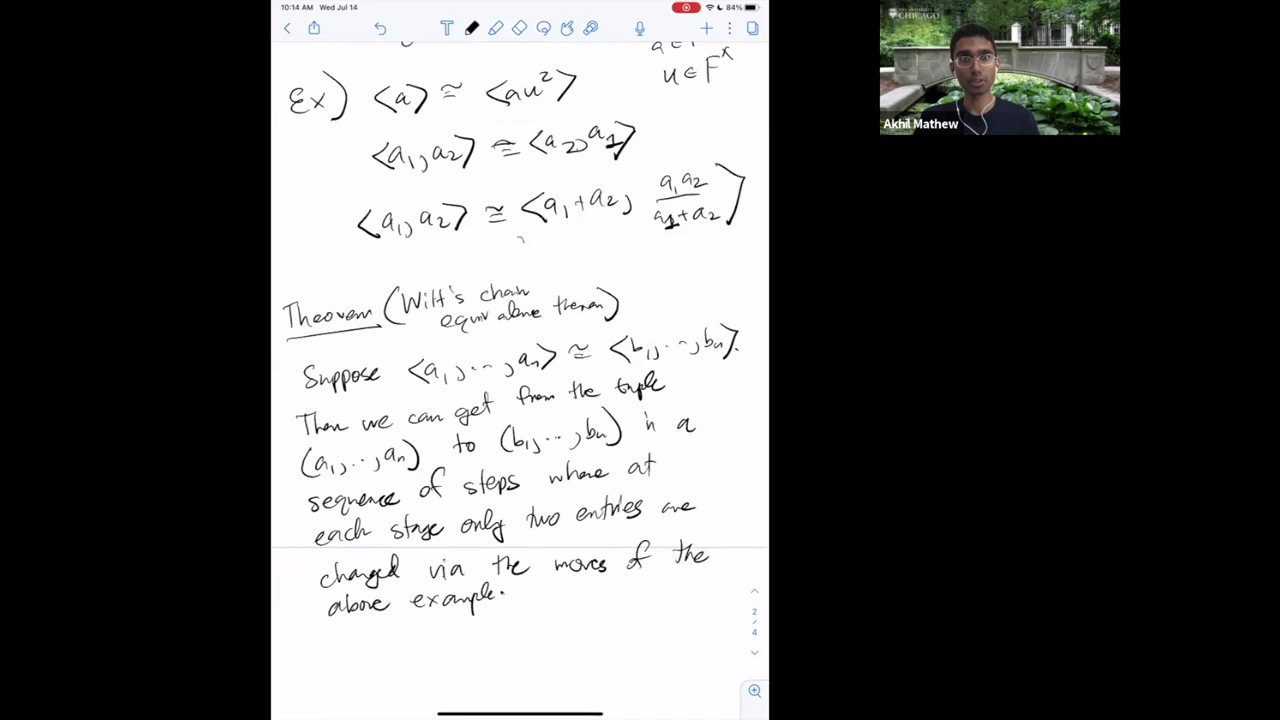 10:14 AM Wed Jul 14
84%
u ∈ F^x
Ex) <a> ≅ <au²>
<a₁, a₂> ≅ <a₂, a₁>
<a₁, a₂> ≅ <a₁ + a₂, a₁a₂ / a₁ + a₂>
Theorem (Witt's chain
equivalence theorem)
Suppose <a₁, ..., aₙ> ≅ <b₁, ..., bₙ>.
Then we can get from the tuple
(a₁, ..., aₙ) to (b₁, ..., bₙ) in a
sequence of steps where at
each stage only two entries are
changed via the moves of the
above example.
2
/
4
THE UNIVERSITY OF
CHICAGO
Akhil Mathew